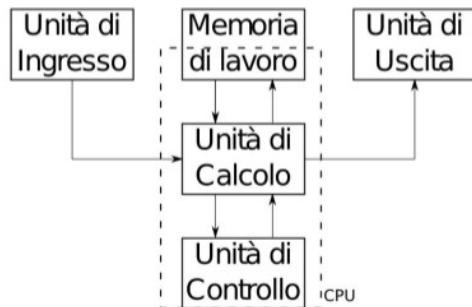 Unità di
Ingresso
Memoria
di lavoro
Unità di
Uscita
Unità di
Calcolo
Unità di
Controllo
CPU